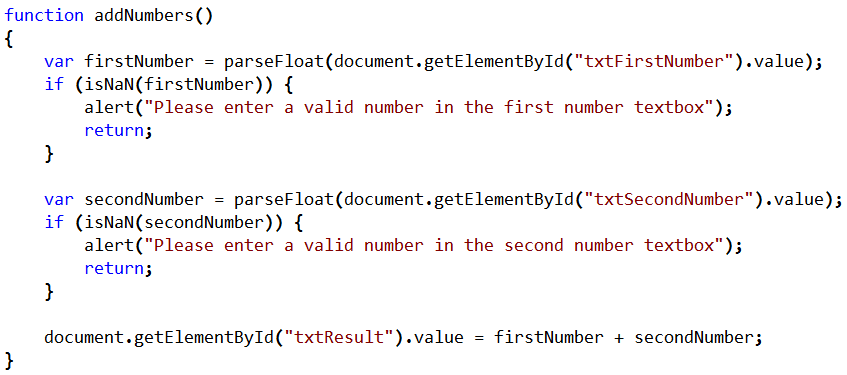 function addNumbers()
{
    var firstNumber = parseFloat(document.getElementById("txtFirstNumber").value);
    if (isNaN(firstNumber)) {
        alert("Please enter a valid number in the first number textbox");
        return;
    }

    var secondNumber = parseFloat(document.getElementById("txtSecondNumber").value);
    if (isNaN(secondNumber)) {
        alert("Please enter a valid number in the second number textbox");
        return;
    }

    document.getElementById("txtResult").value = firstNumber + secondNumber;
}